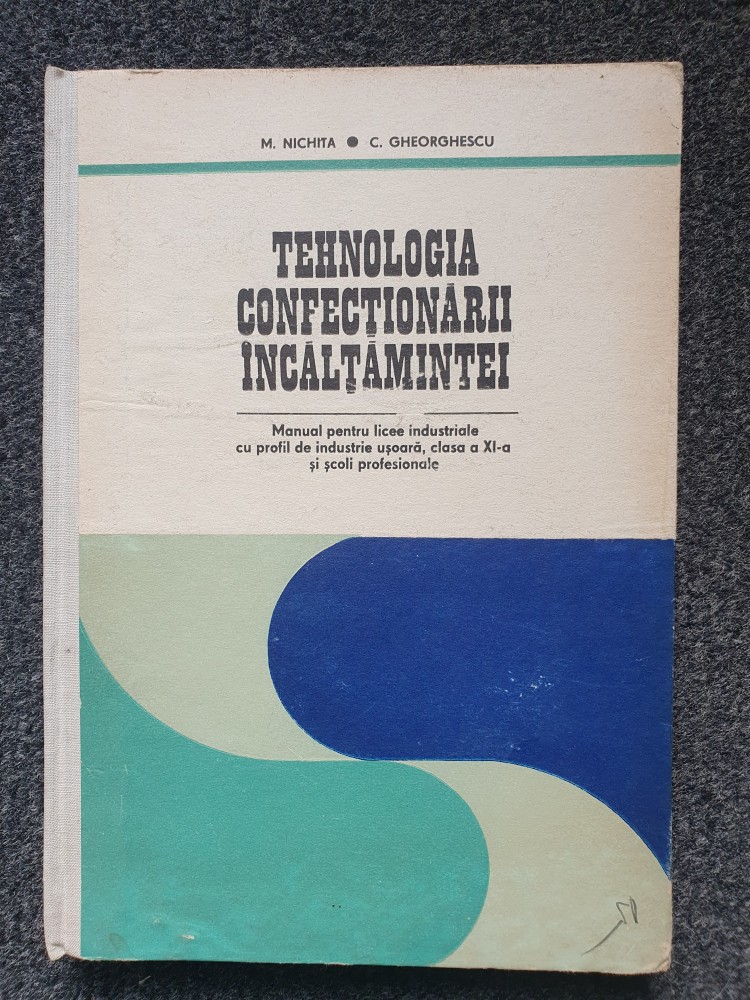 M. NICHITA ● C. GHEORGHESCU
TEHNOLOGIA
CONFECȚIONĂRII
ÎNCĂLȚĂMINTEI
Manual pentru licee industriale
cu profil de industrie ușoară, clasa a XI-a
și școli profesionale